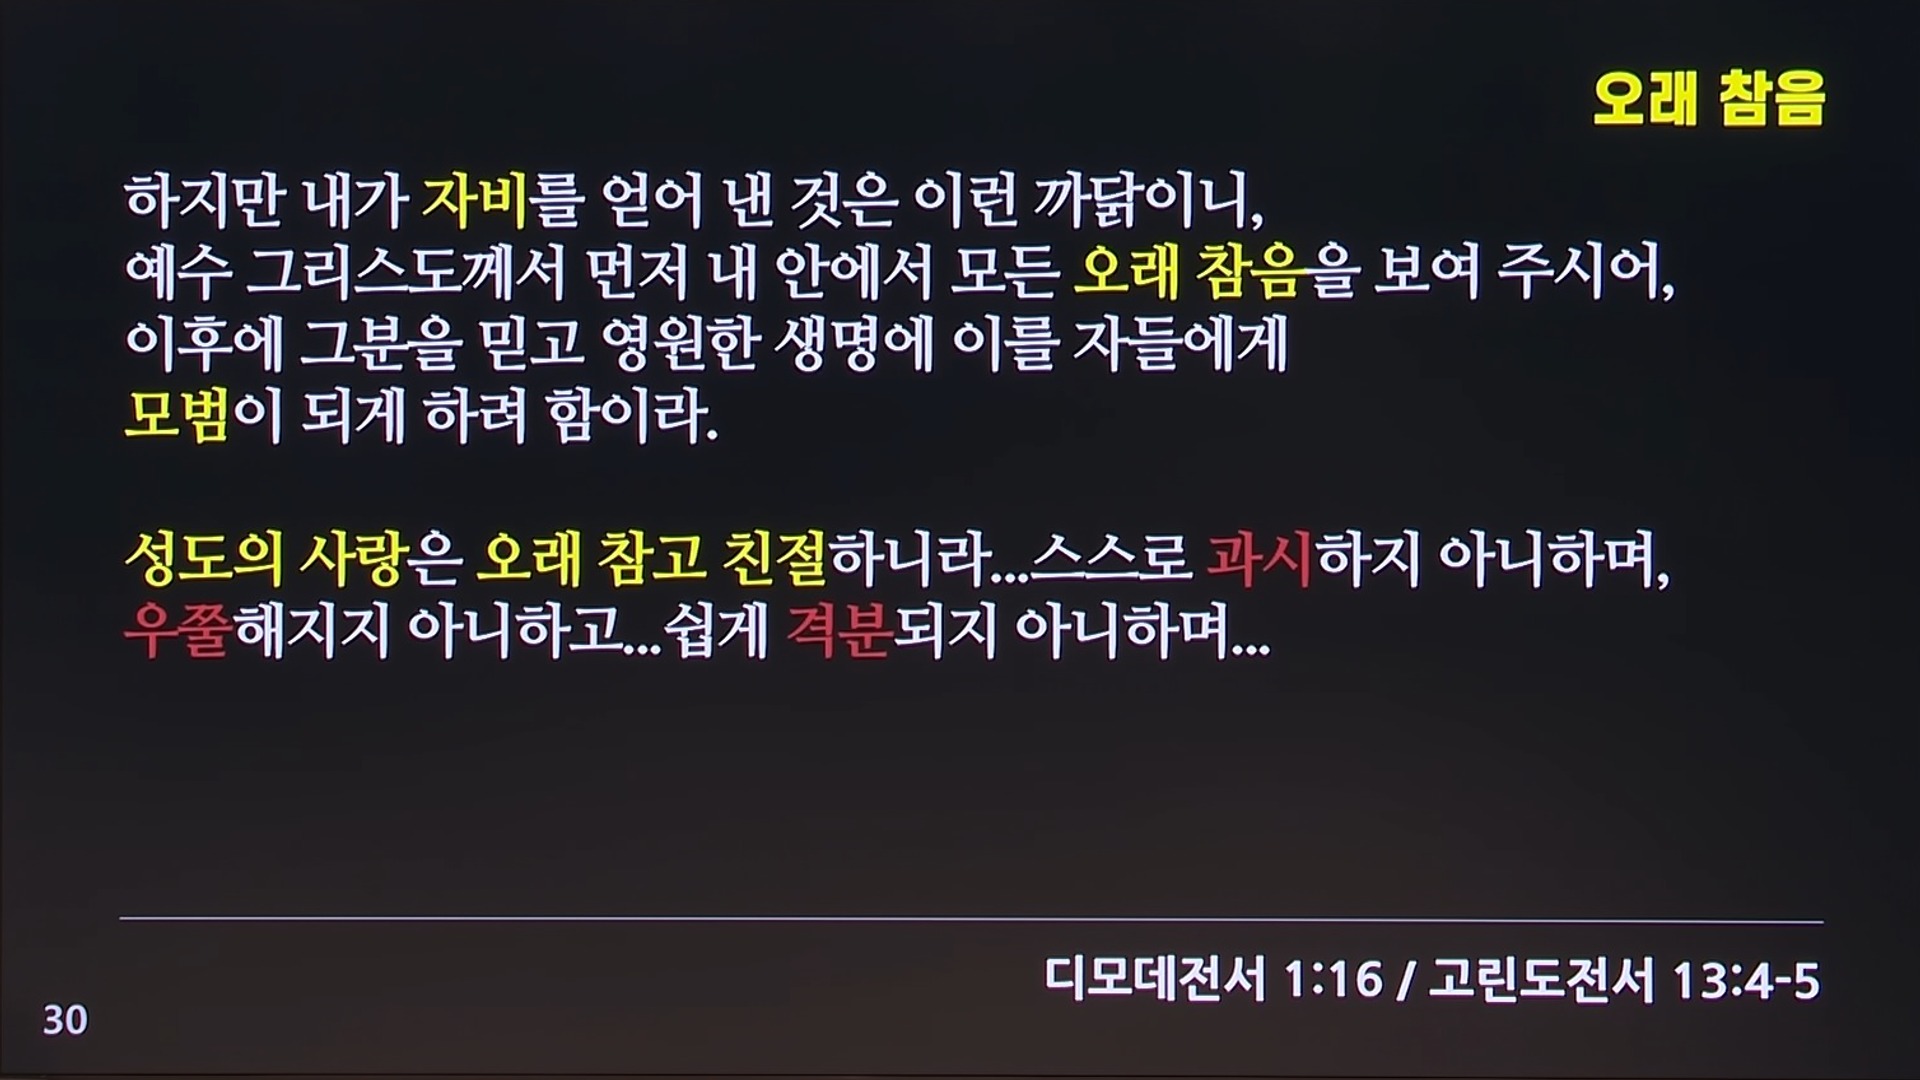 오래 참음
하지만 내가 자비를 얻어 낸 것은 이런 까닭이니,
예수 그리스도께서 먼저 내 안에서 모든 오래 참음을 보여 주시어,
이후에 그분을 믿고 영원한 생명에 이를 자들에게
모범이 되게 하려 함이라.
성도의 사랑은 오래 참고 친절하니라...스스로 과시하지 아니하며,
우쭐해지지 아니하고...쉽게 격분되지 아니하며...
디모데전서 1:16 / 고린도전서 13:4-5
30